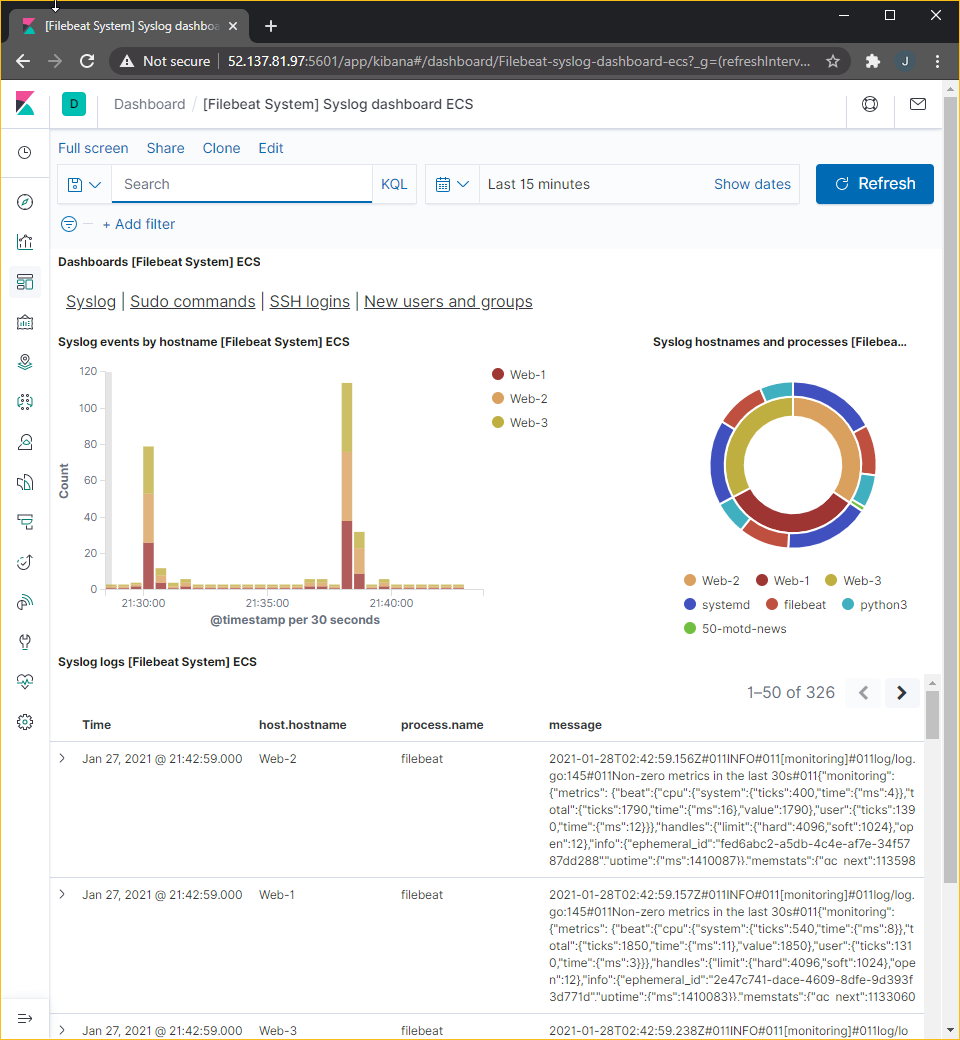 [Filebeat System] Syslog dashboa
Not secure | 52.137.81.97:5601/app/kibana#/dashboard/Filebeat-syslog-dashboard-ecs?_g=(refreshInterv...
J
D Dashboard / [Filebeat System] Syslog dashboard ECS
Full screen Share Clone Edit
Search KQL Last 15 minutes Show dates Refresh
+ Add filter
Dashboards [Filebeat System] ECS
Syslog | Sudo commands | SSH logins | New users and groups
Syslog events by hostname [Filebeat System] ECS
120
100
80
60
40
20
0
Count
21:30:00 21:35:00 21:40:00
@timestamp per 30 seconds
Web-1
Web-2
Web-3
Syslog hostnames and processes [Filebea...
Web-2 Web-1 Web-3
systemd filebeat python3
50-motd-news
Syslog logs [Filebeat System] ECS
1–50 of 326
Time host.hostname process.name message
Jan 27, 2021 @ 21:42:59.000 Web-2 filebeat 2021-01-28T02:42:59.156Z#011INFO#011[monitoring]#011log/log.
go:145#011Non-zero metrics in the last 30s#011{"monitoring":
{"metrics": {"beat":{"cpu":{"system":{"ticks":400,"time":{"ms":4}},"t
otal":{"ticks":1790,"time":{"ms":16},"value":1790},"user":{"ticks":139
0,"time":{"ms":12}}},"handles":{"limit":{"hard":4096,"soft":1024},"op
en":12},"info":{"ephemeral_id":"fed6abc2-a5db-4c4e-af7e-34f57
87dd288","uptime":{"ms":1410087}},"memstats":{"gc_next":113598
Jan 27, 2021 @ 21:42:59.000 Web-1 filebeat 2021-01-28T02:42:59.157Z#011INFO#011[monitoring]#011log/log.
go:145#011Non-zero metrics in the last 30s#011{"monitoring":
{"metrics": {"beat":{"cpu":{"system":{"ticks":540,"time":{"ms":8}},"t
otal":{"ticks":1850,"time":{"ms":11},"value":1850},"user":{"ticks":131
0,"time":{"ms":3}}},"handles":{"limit":{"hard":4096,"soft":1024},"ope
n":12},"info":{"ephemeral_id":"2e47c741-dace-4609-8dfe-9d393f
3d771d","uptime":{"ms":1410083}},"memstats":{"gc_next":1133060
Jan 27, 2021 @ 21:42:59.000 Web-3 filebeat 2021-01-28T02:42:59.238Z#011INFO#011[monitoring]#011log/lo